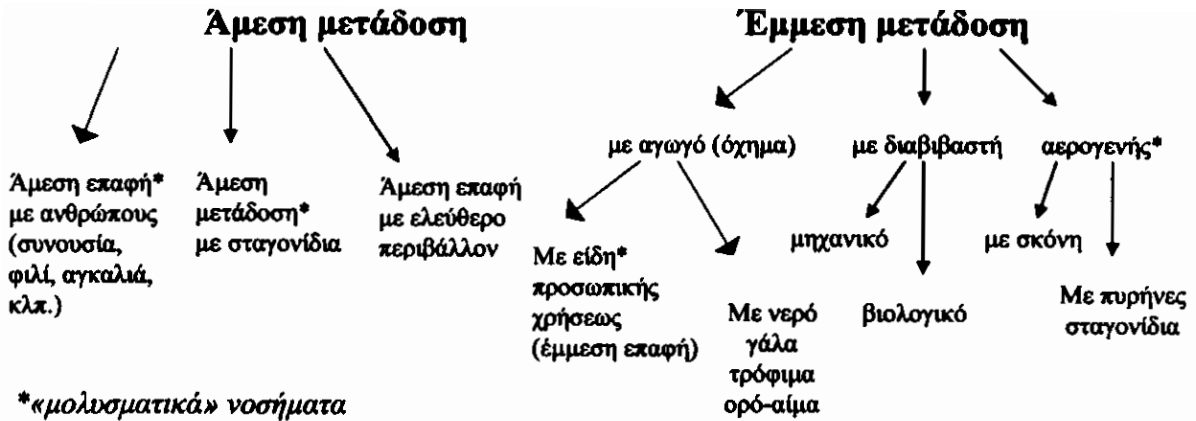 Άμεση μετάδοση
Έμμεση μετάδοση
Άμεση επαφή*
με ανθρώπους
(συνουσία,
φιλί, αγκαλιά,
κλπ.)
Άμεση
μετάδοση*
με σταγονίδια
Άμεση επαφή
με ελεύθερο
περιβάλλον
με αγωγό (όχημα)
με διαβιβαστή
αερογενής*
Με είδη*
προσωπικής
χρήσεως
(έμμεση επαφή)
Με νερό
γάλα
τρόφιμα
ορό-αίμα
μηχανικό
βιολογικό
με σκόνη
Με πυρήνες
σταγονίδια
*«μολυσματικά» νοσήματα